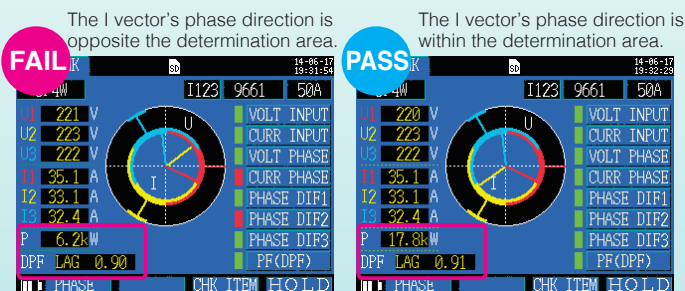 The I vector's phase direction is
opposite the determination area.
FAIL
K
SD
14-06-17
19:31:54
I123 9661 50A
U1 221 V
U2 223 V
U3 222 V
I1 35.1 A
I2 33.1 A
I3 32.4 A
P 6.2kW
DPF LAG 0.90
U
I
VOLT INPUT
CURR INPUT
VOLT PHASE
CURR PHASE
PHASE DIF1
PHASE DIF2
PHASE DIF3
PF(DPF)
PHASE CHK ITEM HOLD
The I vector's phase direction is
within the determination area.
PASS
K
SD
14-06-17
19:32:29
I123 9661 50A
U1 220 V
U2 223 V
U3 222 V
I1 35.1 A
I2 33.1 A
I3 32.4 A
P 17.8kW
DPF LAG 0.91
U
I
VOLT INPUT
CURR INPUT
VOLT PHASE
CURR PHASE
PHASE DIF1
PHASE DIF2
PHASE DIF3
PF(DPF)
PHASE CHK ITEM HOLD